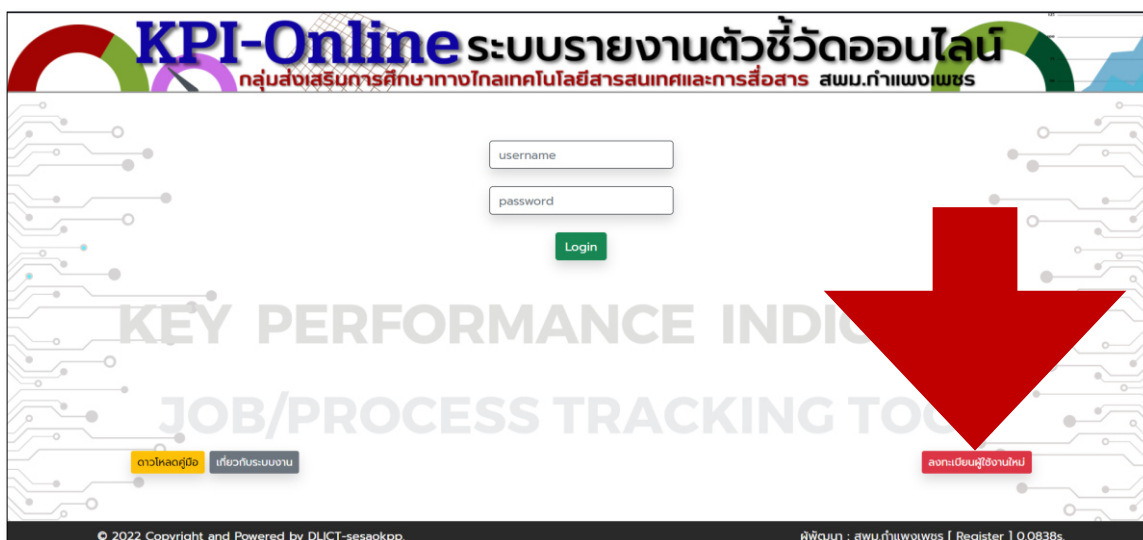 KPI-Online ระบบรายงานตัวชี้วัดออนไลน์
กลุ่มส่งเสริมการศึกษาทางไกลเทคโนโลยีสารสนเทศและการสื่อสาร สพม.กำแพงเพชร
username
password
Login
KEY PERFORMANCE INDIC
JOB/PROCESS TRACKING TOO
ดาวโหลดคู่มือ เกี่ยวกับระบบงาน ลงทะเบียนผู้ใช้งานใหม่
© 2022 Copyright and Powered by DLICT-sesaokpp. ผู้พัฒนา : สพม.กำแพงเพชร [ Register ] 0.0838s.